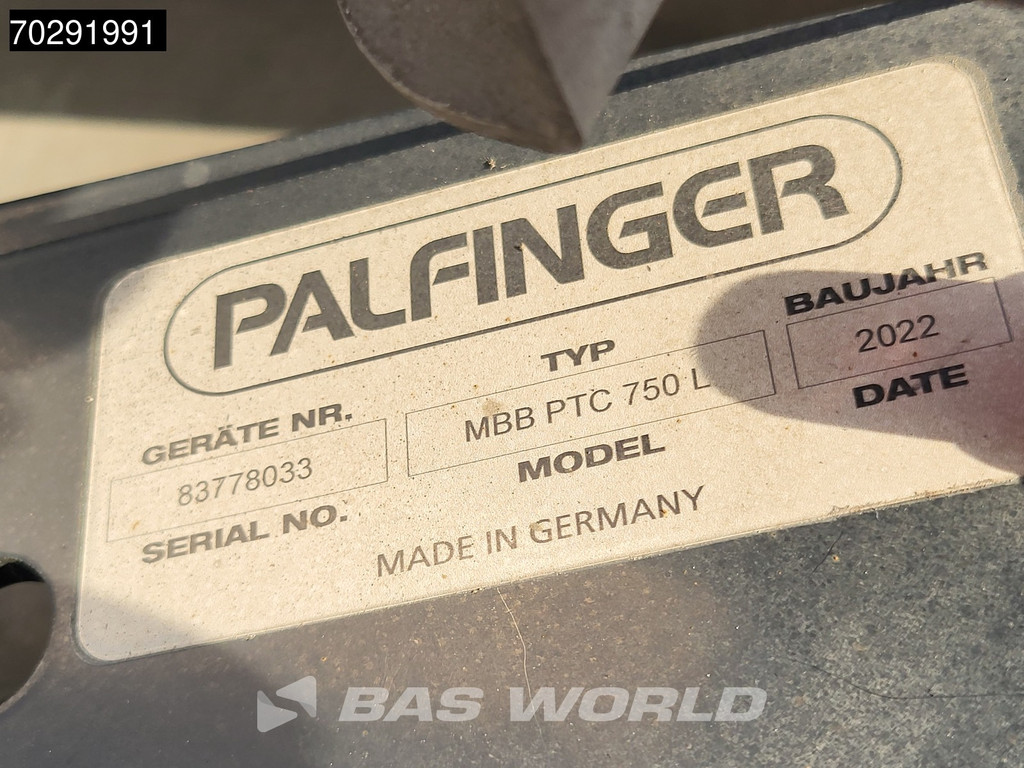 70291991
PALFINGER
GERÄTE NR.
83778033
SERIAL NO.
TYP
MBB PTC 750 L
MODEL
BAUJAHR
2022
DATE
MADE IN GERMANY
BAS WORLD